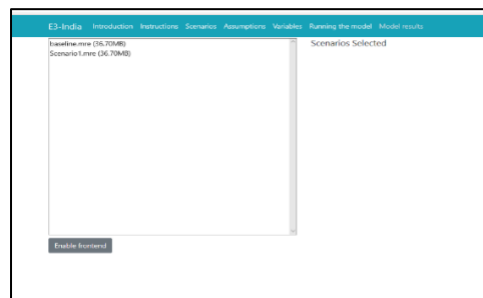 E3-India Introduction Instructions Scenarios Assumptions Variables Running the model Model results
baseline.mre (36.70MB)
Scenario1.mre (36.70MB)
Scenarios Selected
Enable frontend